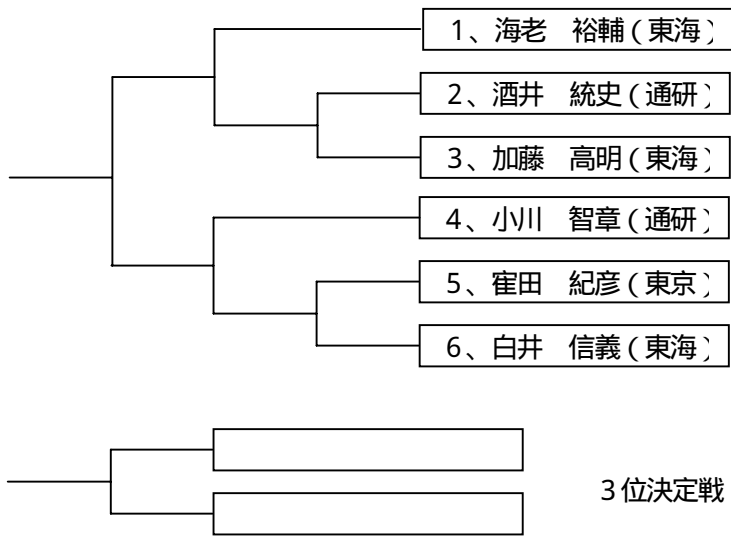 1、海老　裕輔(東海)
2、酒井　統史(通研)
3、加藤　高明(東海)
4、小川　智章(通研)
5、寉田　紀彦(東京)
6、白井　信義(東海)
3位決定戦